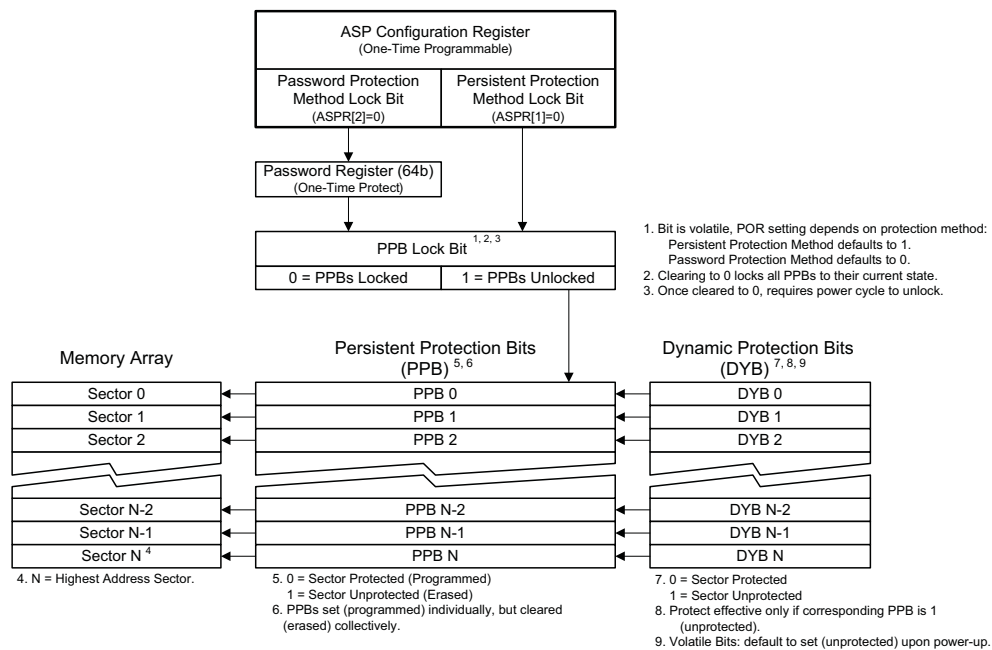 ASP Configuration Register
(One-Time Programmable)
Password Protection
Method Lock Bit
(ASPR[2]=0)
Persistent Protection
Method Lock Bit
(ASPR[1]=0)
Password Register (64b)
(One-Time Protect)
PPB Lock Bit 1, 2, 3
0 = PPBs Locked
1 = PPBs Unlocked
1. Bit is volatile, POR setting depends on protection method:
Persistent Protection Method defaults to 1.
Password Protection Method defaults to 0.
2. Clearing to 0 locks all PPBs to their current state.
3. Once cleared to 0, requires power cycle to unlock.
Memory Array
Sector 0
Sector 1
Sector 2
Sector N-2
Sector N-1
Sector N 4
4. N = Highest Address Sector.
Persistent Protection Bits
(PPB) 5, 6
PPB 0
PPB 1
PPB 2
PPB N-2
PPB N-1
PPB N
5. 0 = Sector Protected (Programmed)
1 = Sector Unprotected (Erased)
6. PPBs set (programmed) individually, but cleared
(erased) collectively.
Dynamic Protection Bits
(DYB) 7, 8, 9
DYB 0
DYB 1
DYB 2
DYB N-2
DYB N-1
DYB N
7. 0 = Sector Protected
1 = Sector Unprotected
8. Protect effective only if corresponding PPB is 1
(unprotected).
9. Volatile Bits: default to set (unprotected) upon power-up.